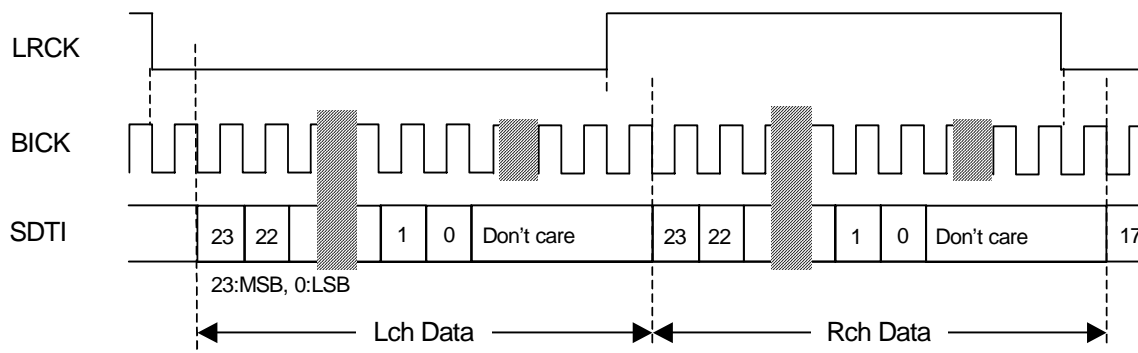 LRCK
BICK
SDTI
23 22 1 0 Don't care 23 22 1 0 Don't care 17
23:MSB, 0:LSB
Lch Data Rch Data